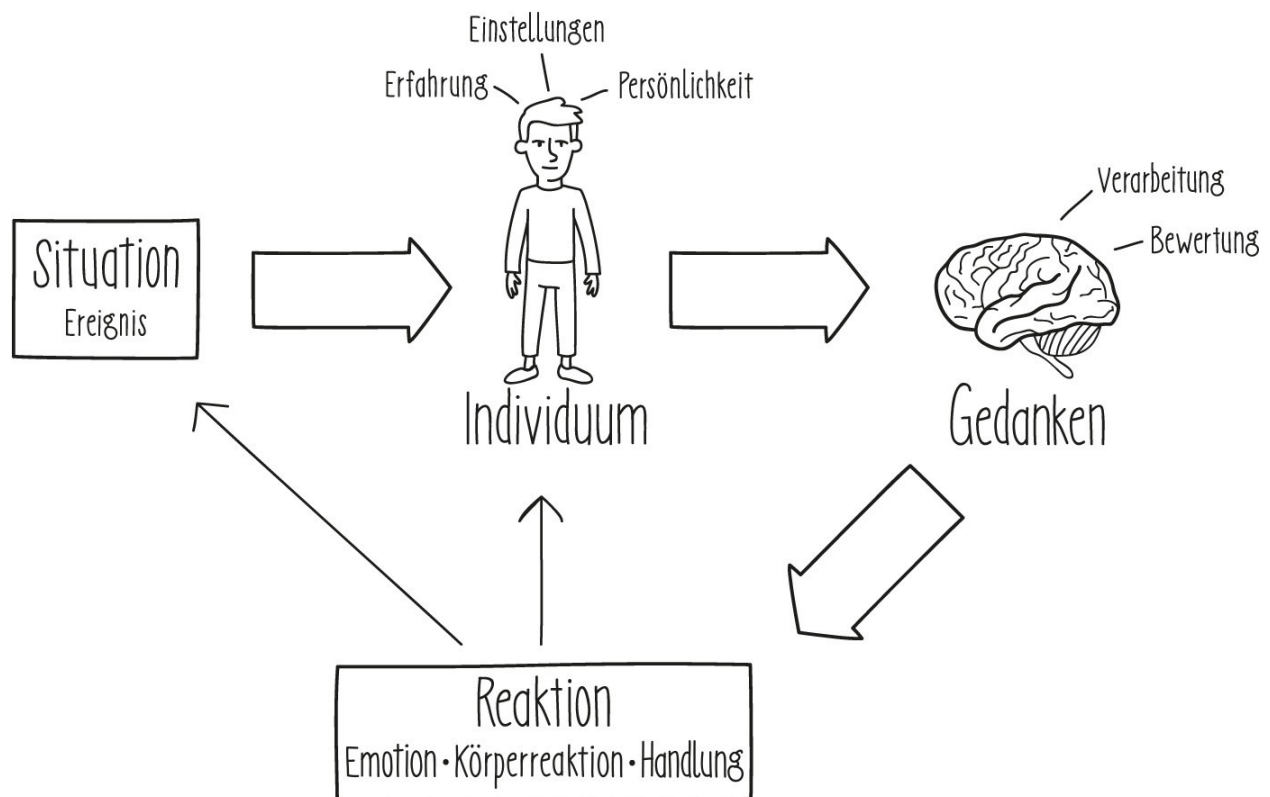 Einstellungen
Erfahrung
Persönlichkeit
Verarbeitung
Bewertung
Situation
Ereignis
Individuum
Gedanken
Reaktion
Emotion · Körperreaktion · Handlung